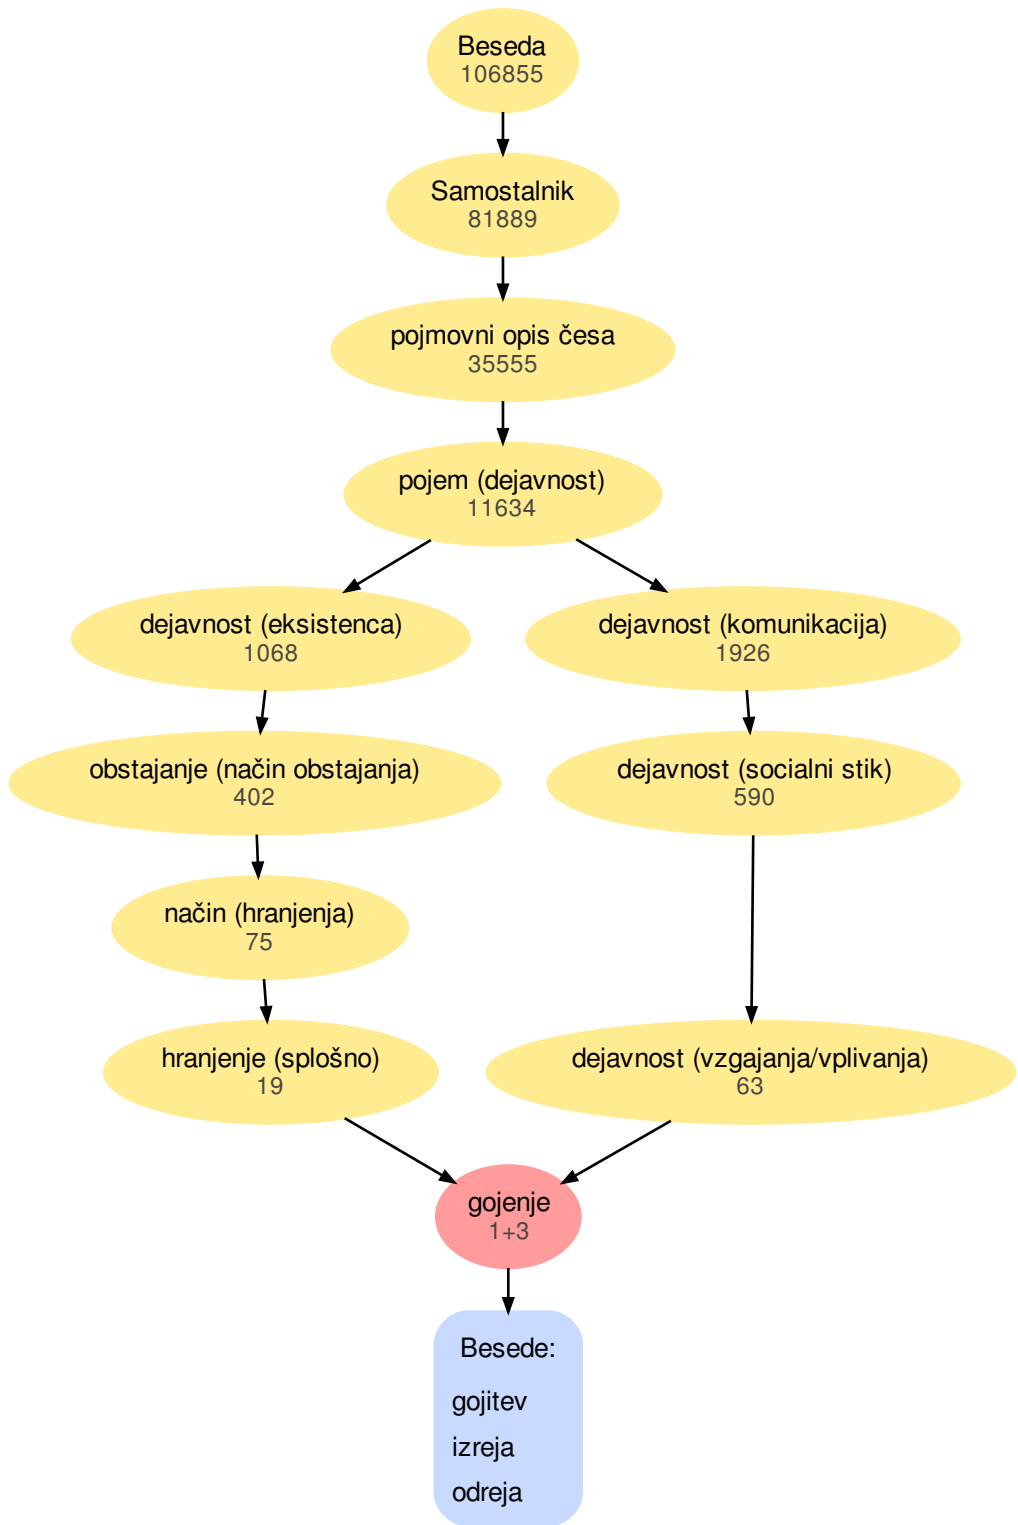 Beseda
106855
Samostalnik
81889
pojmovni opis česa
35555
pojem (dejavnost)
11634
dejavnost (eksistenca)
1068
dejavnost (komunikacija)
1926
obstajanje (način obstajanja)
402
dejavnost (socialni stik)
590
način (hranjenja)
75
hranjenje (splošno)
19
dejavnost (vzgajanja/vplivanja)
63
gojenje
1+3
Besede:
gojitev
izreja
odreja